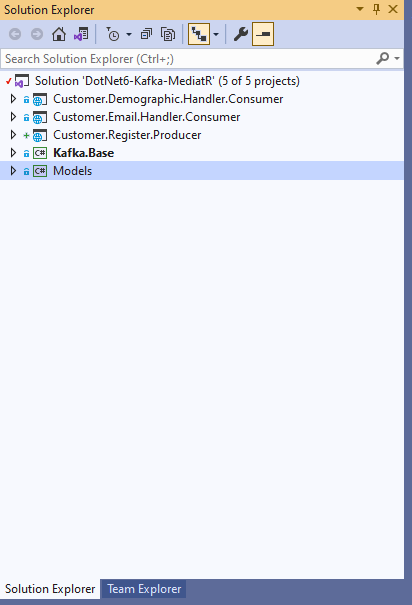 Solution Explorer
Search Solution Explorer (Ctrl+;)
Solution 'DotNet6-Kafka-MediatR' (5 of 5 projects)
Customer.Demographic.Handler.Consumer
Customer.Email.Handler.Consumer
Customer.Register.Producer
C# Kafka.Base
C# Models
Solution Explorer Team Explorer